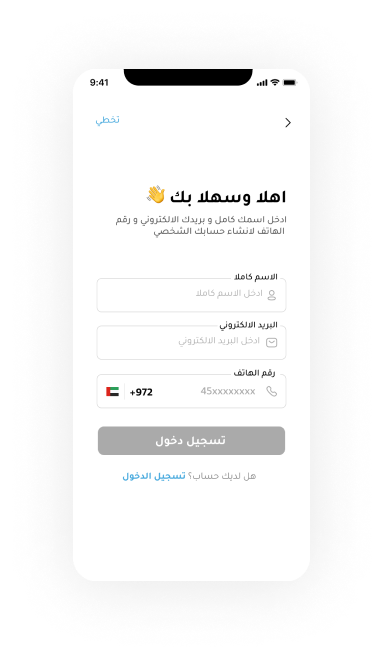 9:41
تخطي
اهلا وسهلا بك 👋
ادخل اسمك كامل و بريدك الالكتروني و رقم
الهاتف لانشاء حسابك الشخصي
الاسم كاملا
ادخل الاسم كاملا
البريد الالكتروني
ادخل البريد الالكتروني
رقم الهاتف
45xxxxxxxx
+972
تسجيل دخول
هل لديك حساب؟ تسجيل الدخول